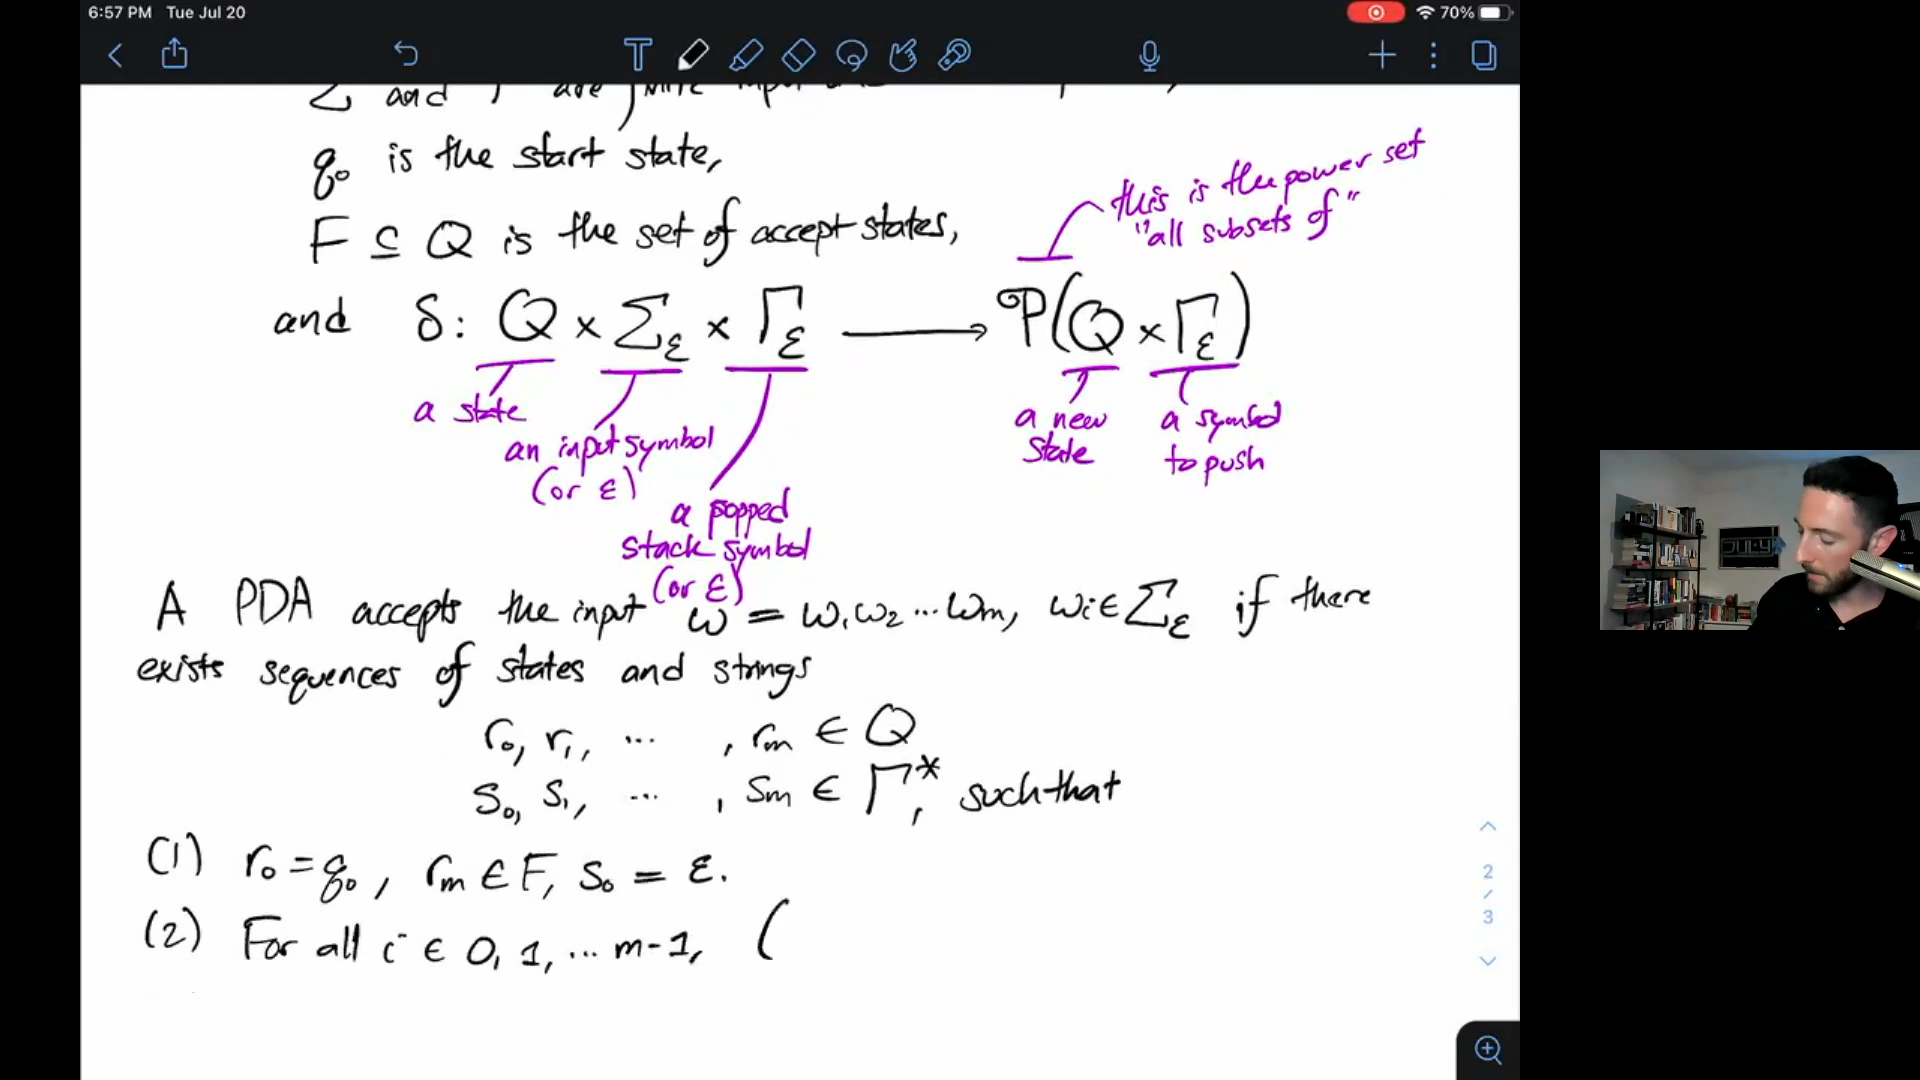 6:57 PM Tue Jul 20
70%
Σ and Γ are finite input
q₀ is the start state,
F ⊆ Q is the set of accept states,
this is the power set
"all subsets of"
and δ: Q × Σ_ε × Γ_ε ⟶ P(Q × Γ_ε)
a state
an input symbol
(or ε)
a popped
stack symbol
(or ε)
a new
state
a symbol
to push
A PDA accepts the input ω = ω₁ω₂ ... ωm, ωi ∈ Σ_ε if there
exists sequences of states and strings
r₀, r₁, ... , rm ∈ Q
s₀, s₁, ... , sm ∈ Γ*, such that
(1) r₀ = q₀, rm ∈ F, s₀ = ε.
(2) For all i ∈ 0, 1, ... m-1, (
2
/
3